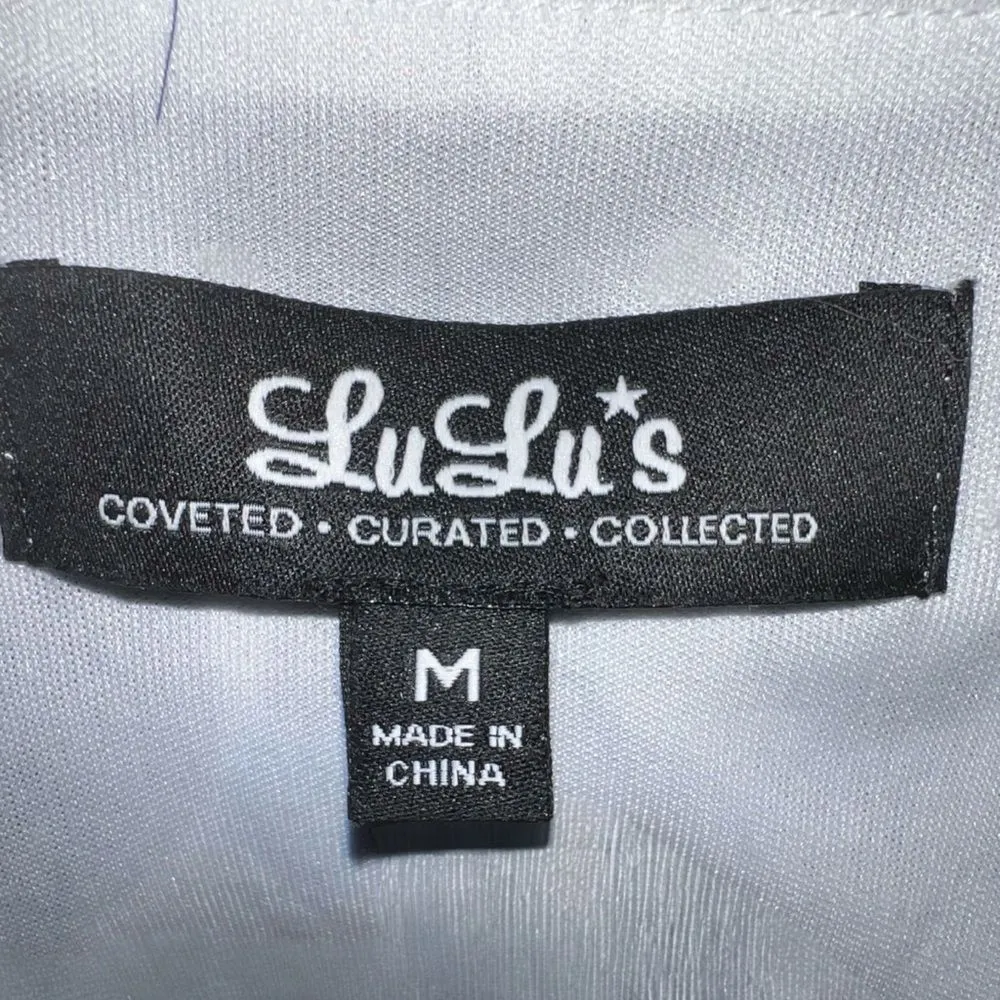 LuLu's
COVETED • CURATED • COLLECTED
M
MADE IN
CHINA